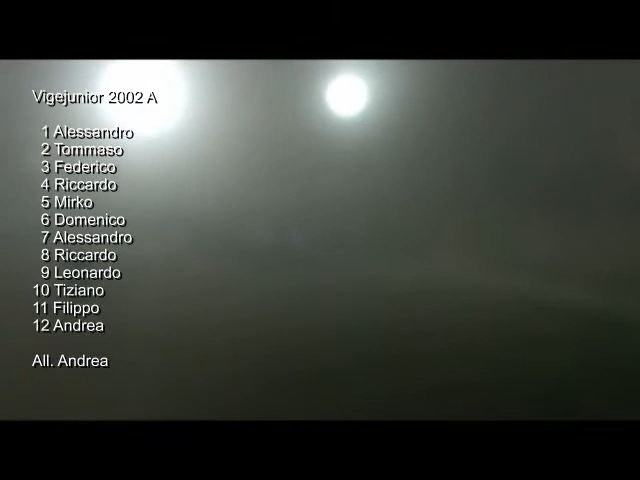 Vigejunior 2002 A
1 Alessandro
2 Tommaso
3 Federico
4 Riccardo
5 Mirko
6 Domenico
7 Alessandro
8 Riccardo
9 Leonardo
10 Tiziano
11 Filippo
12 Andrea
All. Andrea